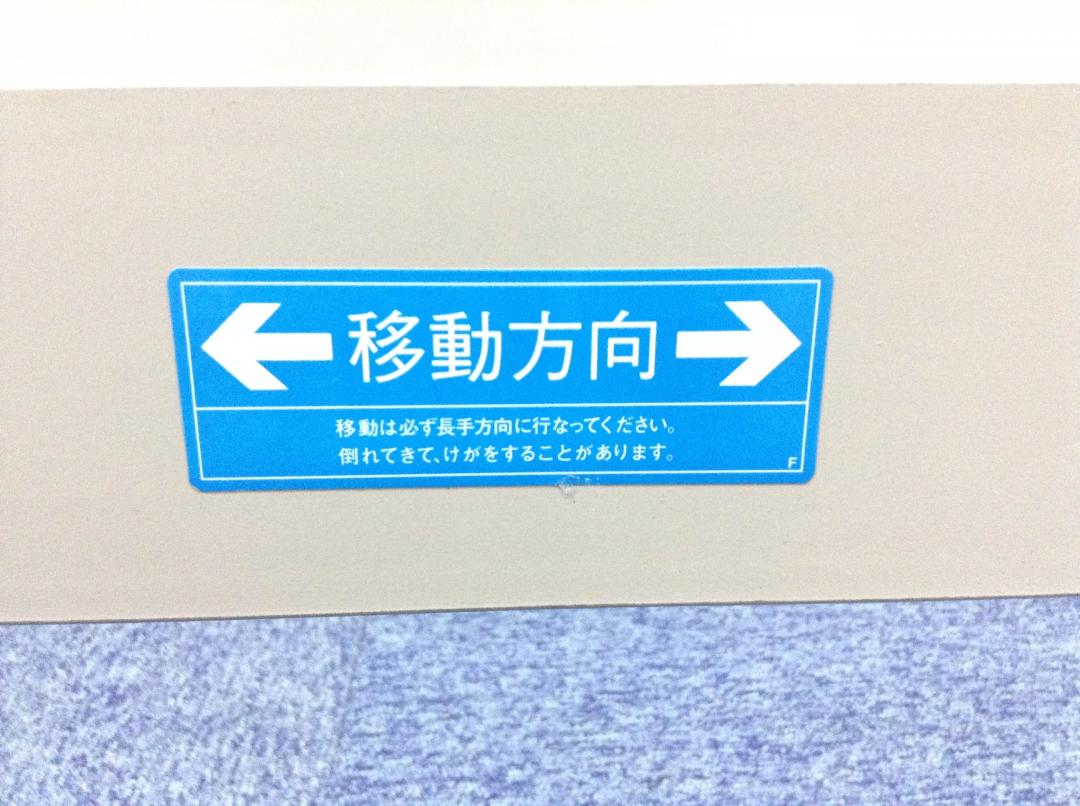 ←移動方向→
移動は必ず長手方向に行なってください。
倒れてきて、けがをすることがあります。
F